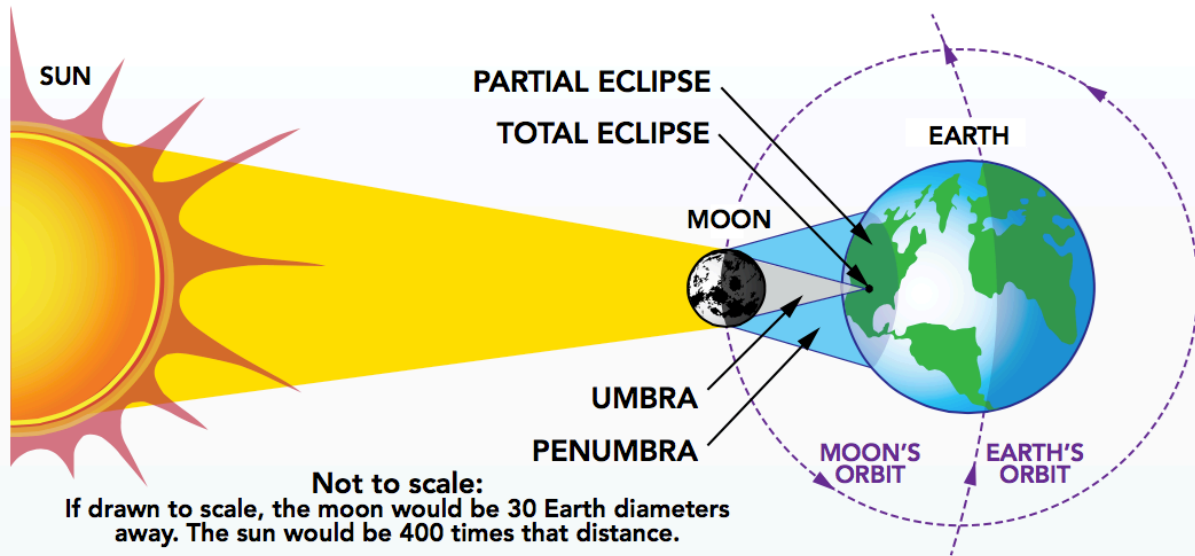 SUN
PARTIAL ECLIPSE
TOTAL ECLIPSE
EARTH
MOON
UMBRA
PENUMBRA
MOON'S
ORBIT
EARTH'S
ORBIT
Not to scale:
If drawn to scale, the moon would be 30 Earth diameters
away. The sun would be 400 times that distance.